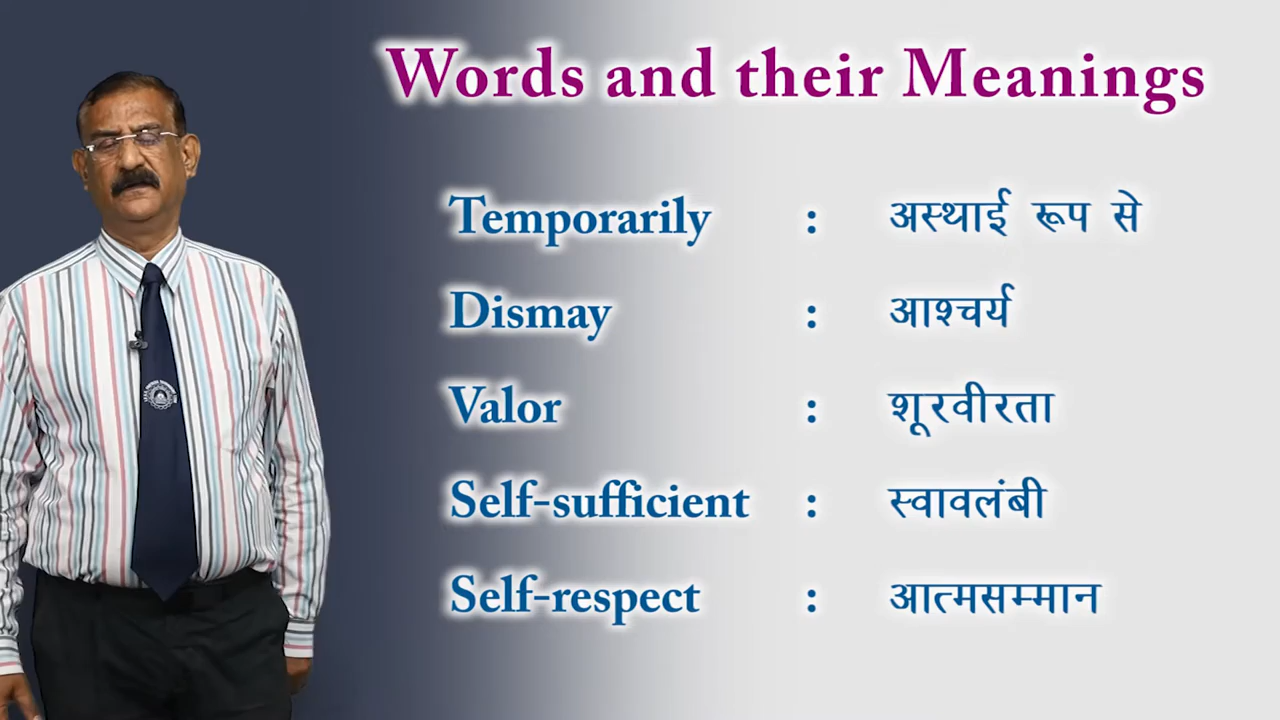 Words and their Meanings
Temporarily : अस्थाई रूप से
Dismay : आश्चर्य
Valor : शूरवीरता
Self-sufficient : स्वावलंबी
Self-respect : आत्मसम्मान